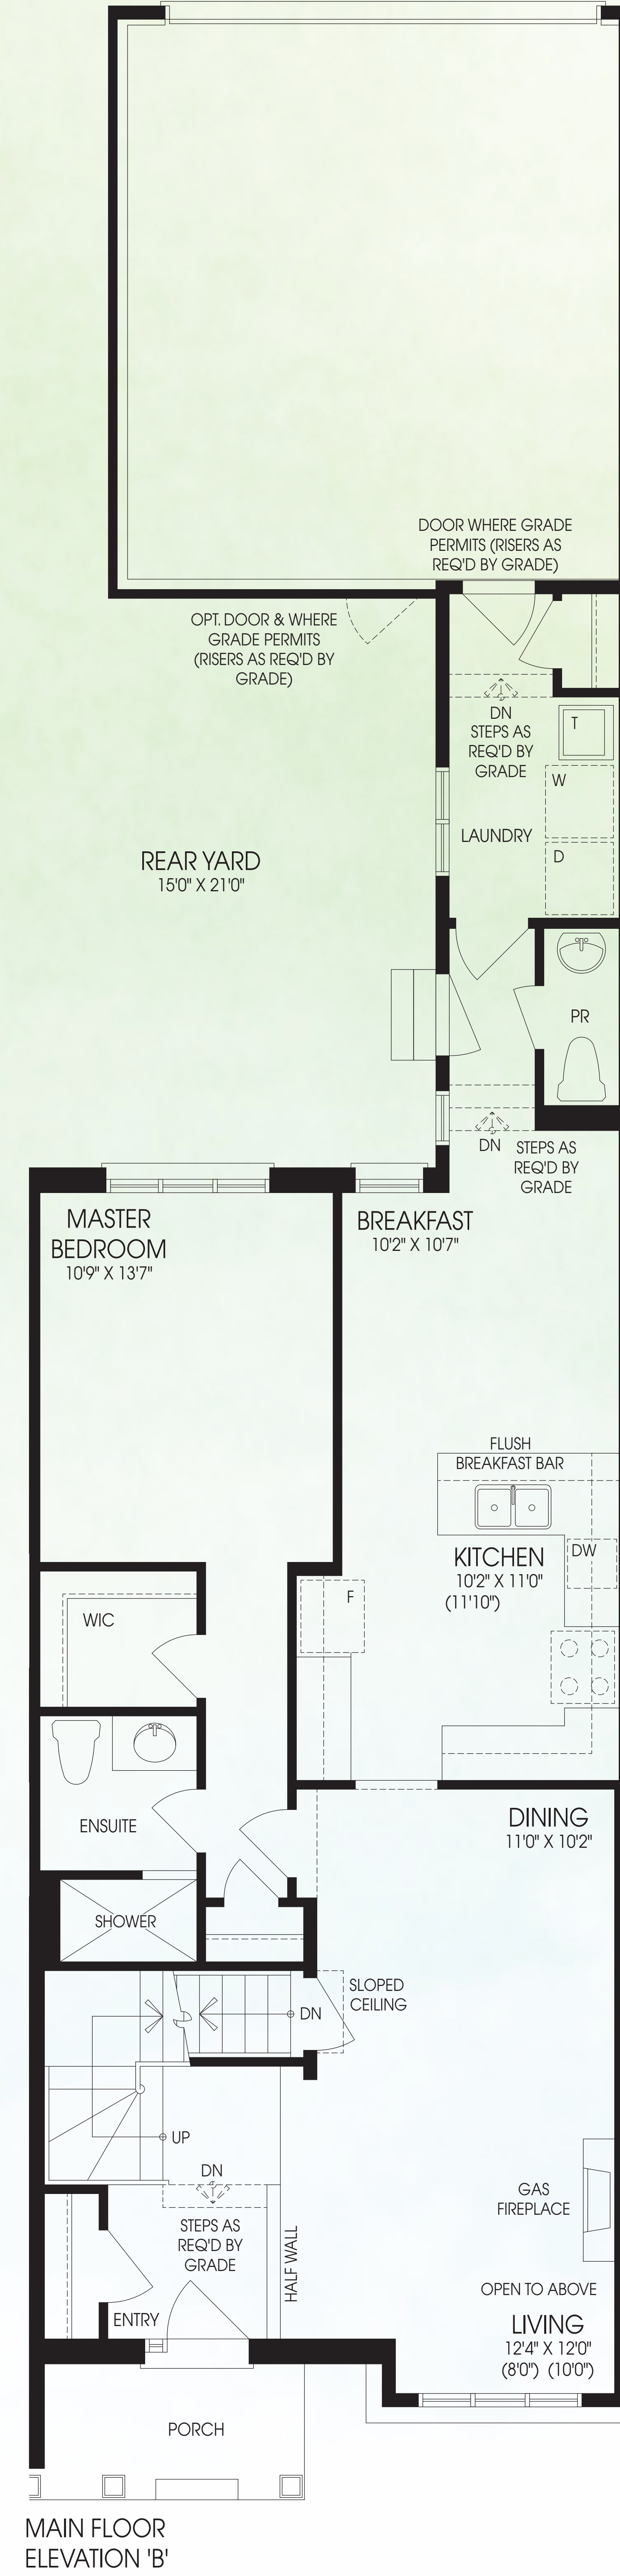 DOOR WHERE GRADE
PERMITS (RISERS AS
REQ'D BY GRADE)
OPT. DOOR & WHERE
GRADE PERMITS
(RISERS AS REQ'D BY
GRADE)
DN
STEPS AS
REQ'D BY
GRADE
T
W
LAUNDRY
D
REAR YARD
15'0" X 21'0"
PR
DN
STEPS AS
REQ'D BY
GRADE
MASTER
BEDROOM
10'9" X 13'7"
BREAKFAST
10'2" X 10'7"
FLUSH
BREAKFAST BAR
KITCHEN
10'2" X 11'0"
(11'10")
DW
F
WIC
ENSUITE
DINING
11'0" X 10'2"
SHOWER
SLOPED
CEILING
DN
UP
DN
STEPS AS
REQ'D BY
GRADE
HALF WALL
GAS
FIREPLACE
ENTRY
OPEN TO ABOVE
LIVING
12'4" X 12'0"
(8'0") (10'0")
PORCH
MAIN FLOOR
ELEVATION 'B'